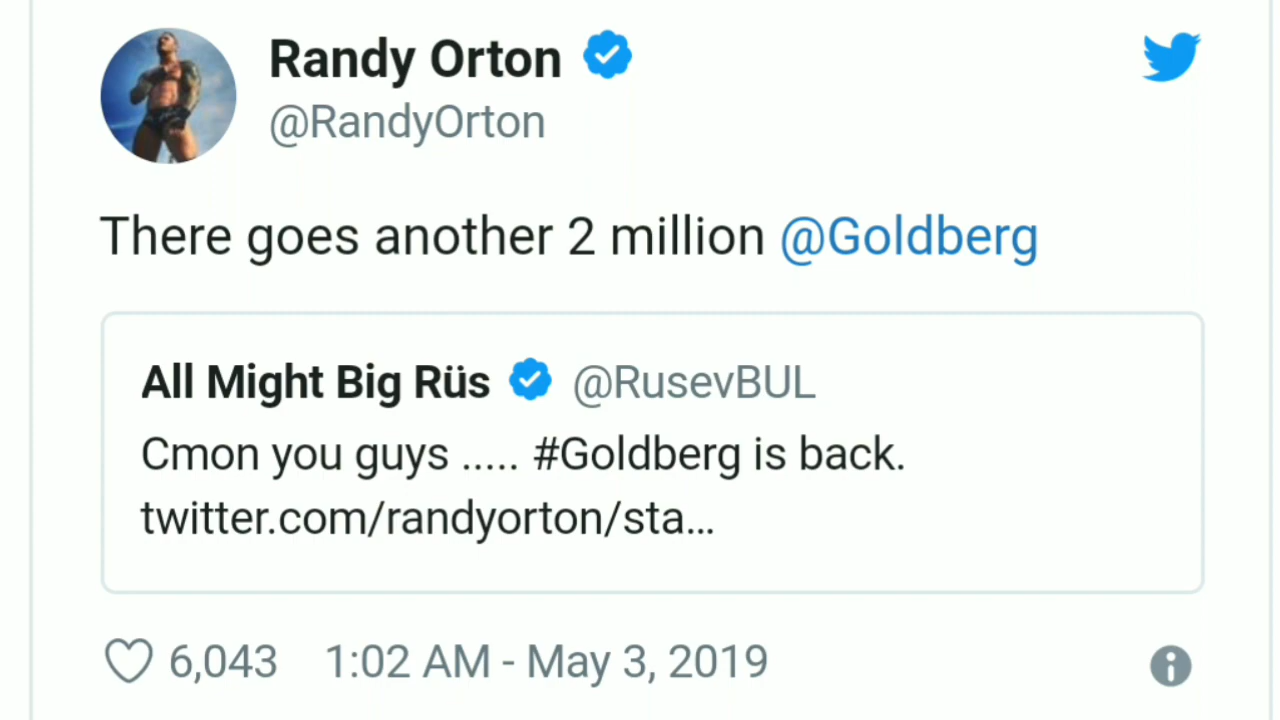 Randy Orton
@RandyOrton
There goes another 2 million @Goldberg
All Might Big Rüs @RusevBUL
Cmon you guys ..... #Goldberg is back.
twitter.com/randyorton/sta…
6,043 1:02 AM - May 3, 2019